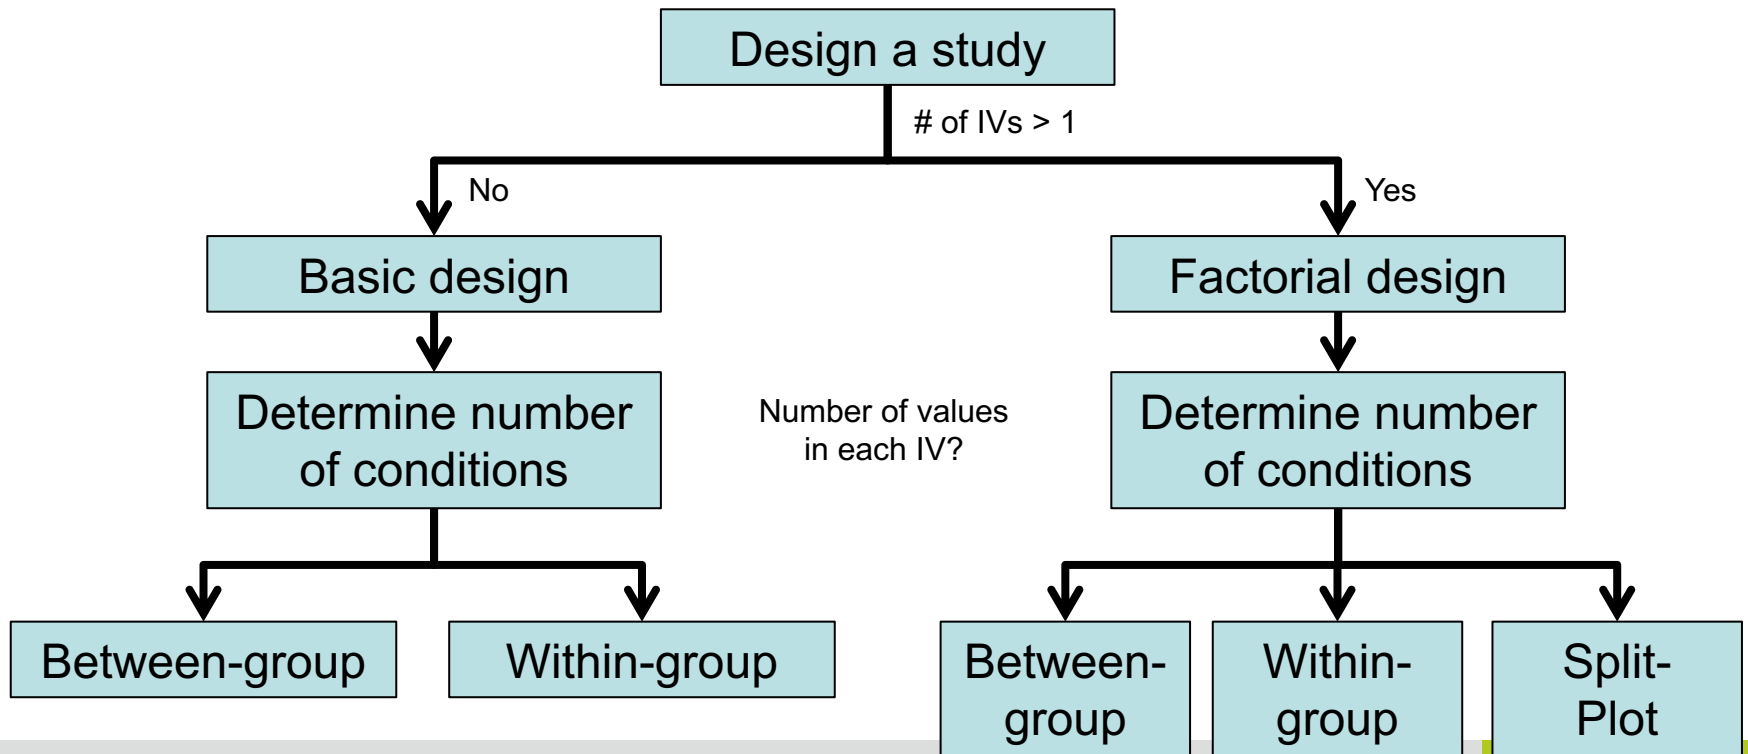 Design a study
# of IVs > 1
No
Yes
Basic design
Factorial design
Determine number
of conditions
Number of values
in each IV?
Determine number
of conditions
Between-group
Within-group
Between-
group
Within-
group
Split-
Plot